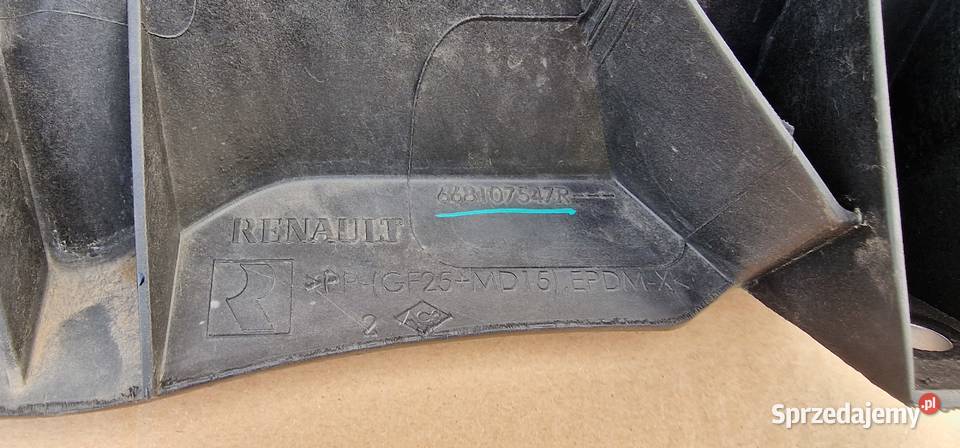 668107547R
RENAULT
>PP-(GF25+MD15).EPDM-X<
2
Sprzedajemy.pl